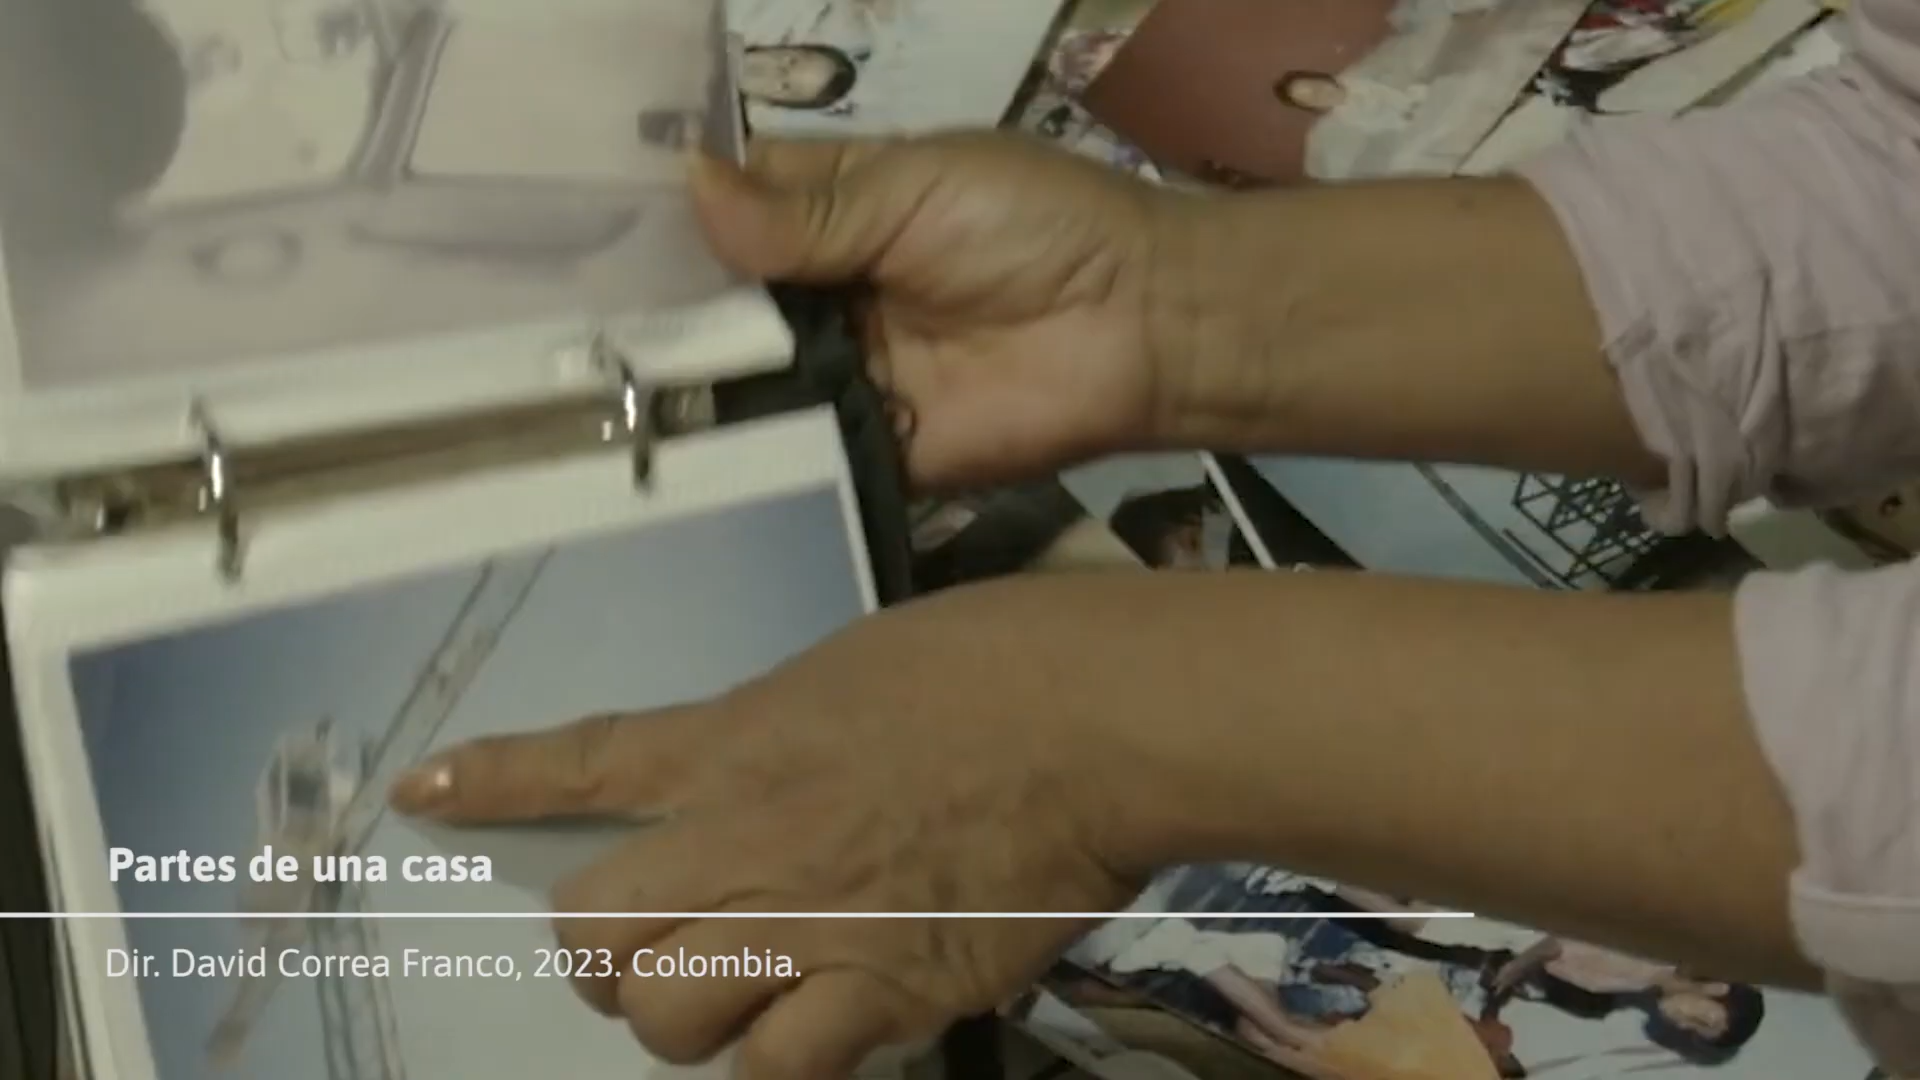 Partes de una casa
Dir. David Correa Franco, 2023. Colombia.